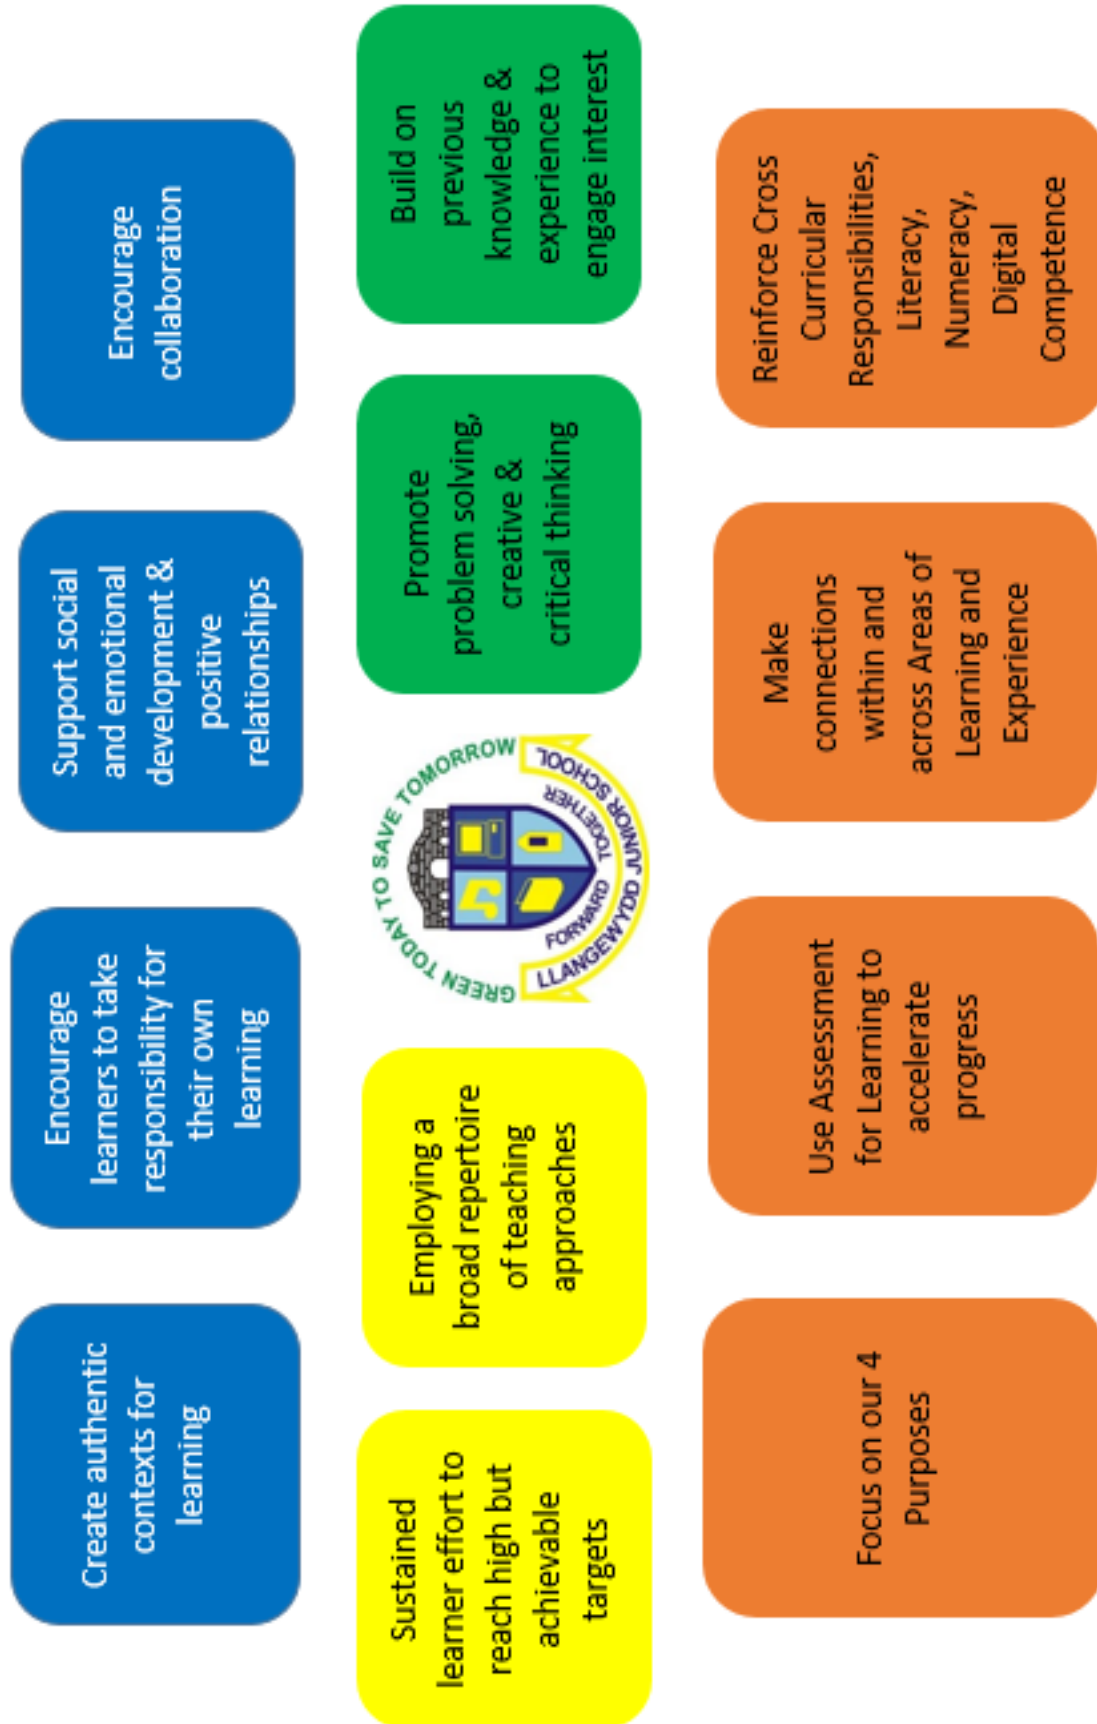 Create authentic
contexts for
learning
Encourage
learners to take
responsibility for
their own
learning
Support social
and emotional
development &
positive
relationships
Encourage
collaboration
Sustained
learner effort to
reach high but
achievable
targets
Employing a
broad repertoire
of teaching
approaches
GREEN TODAY TO SAVE TOMORROW
FORWARD TOGETHER
LLANGEWYDD JUNIOR SCHOOL
Promote
problem solving,
creative &
critical thinking
Build on
previous
knowledge &
experience to
engage interest
Focus on our 4
Purposes
Use Assessment
for Learning to
accelerate
progress
Make
connections
within and
across Areas of
Learning and
Experience
Reinforce Cross
Curricular
Responsibilities,
Literacy,
Numeracy,
Digital
Competence